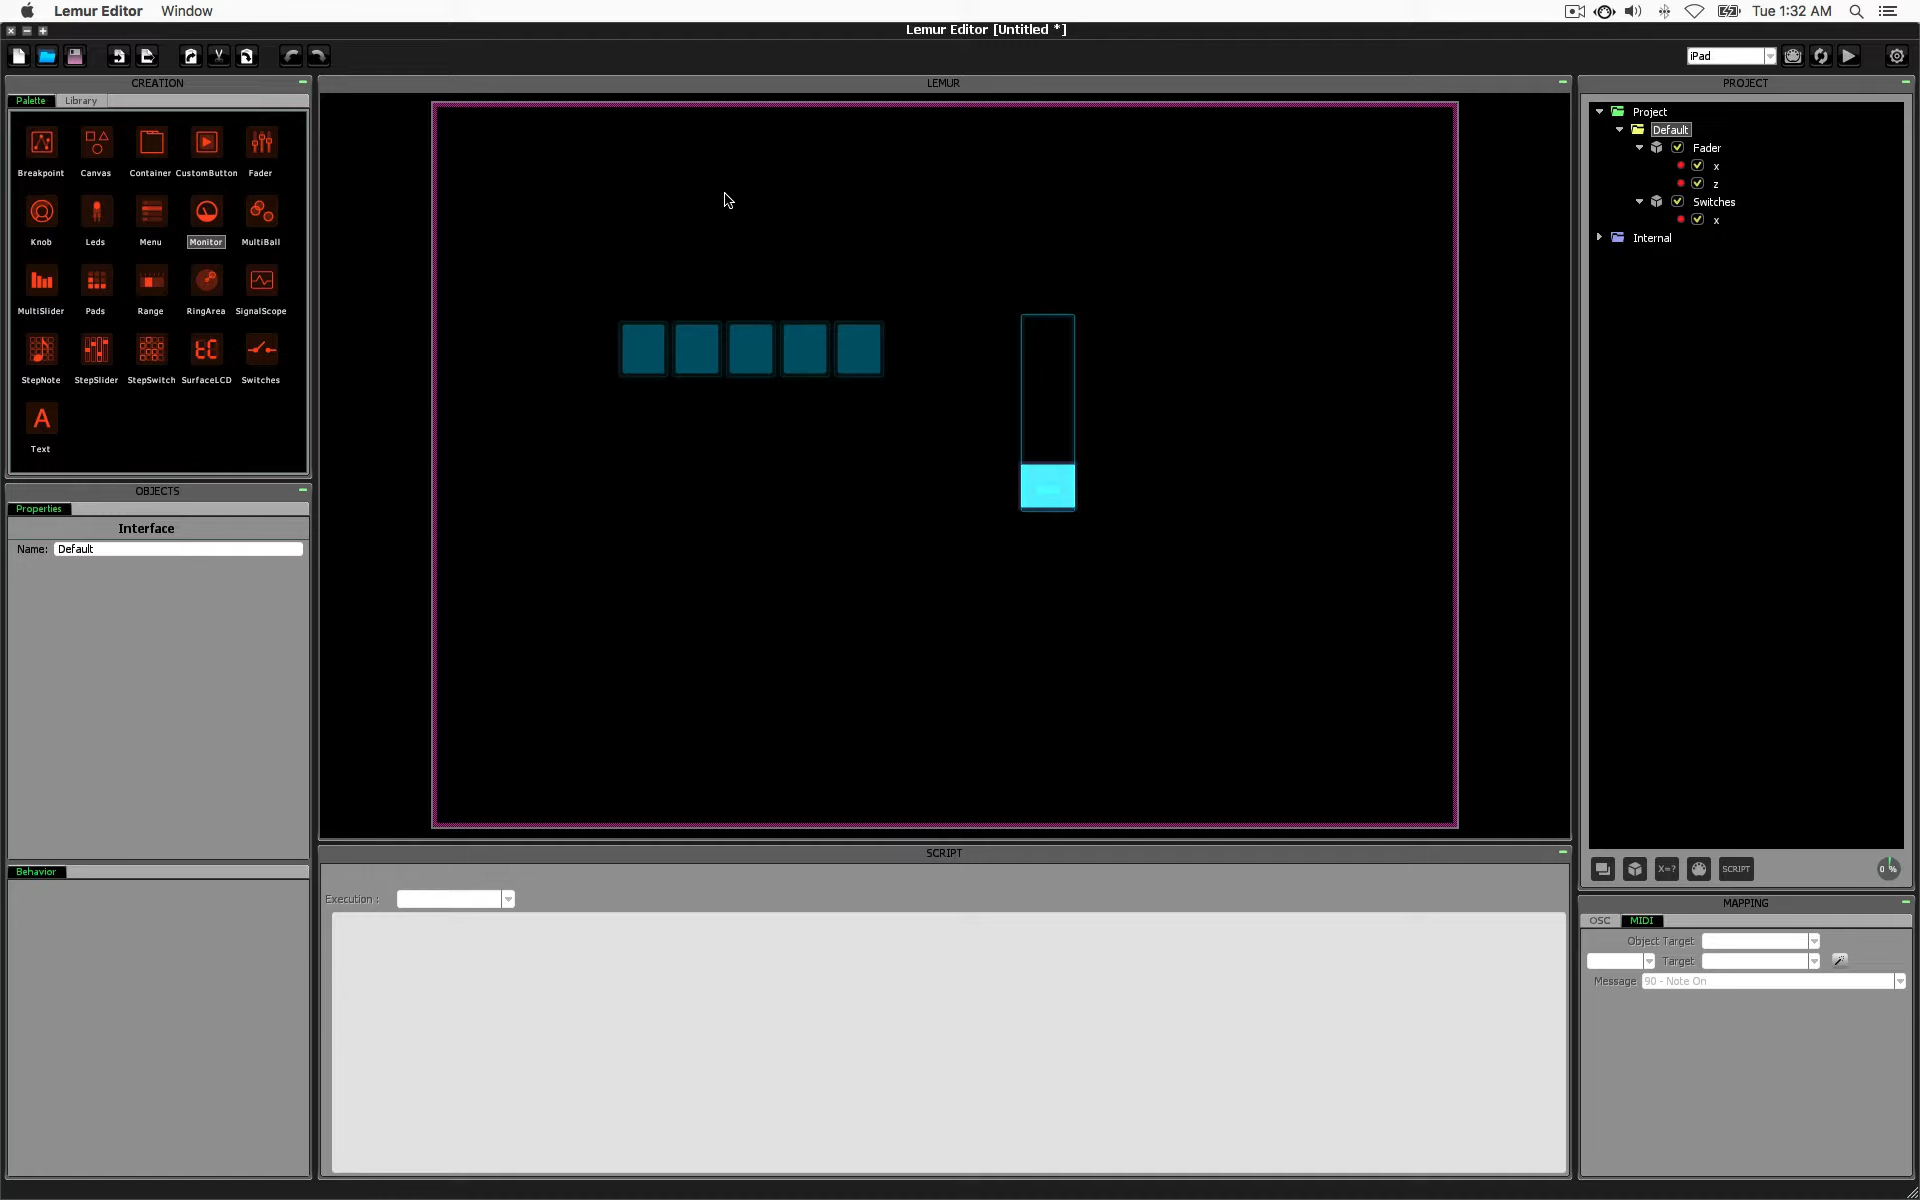 Lemur Editor Window Tue 1:32 AM
Lemur Editor [Untitled *]
iPad
CREATION
Palette Library
Breakpoint Canvas Container CustomButton Fader
Knob Leds Menu Monitor MultiBall
MultiSlider Pads Range RingArea SignalScope
StepNote StepSlider StepSwitch SurfaceLCD Switches
A
Text
OBJECTS
Properties
Interface
Name: Default
Behavior
LEMUR
SCRIPT
Execution :
PROJECT
Project
Default
Fader
x
z
Switches
x
Internal
X=? SCRIPT 0 %
MAPPING
OSC MIDI
Object Target
Target
Message 90 - Note On